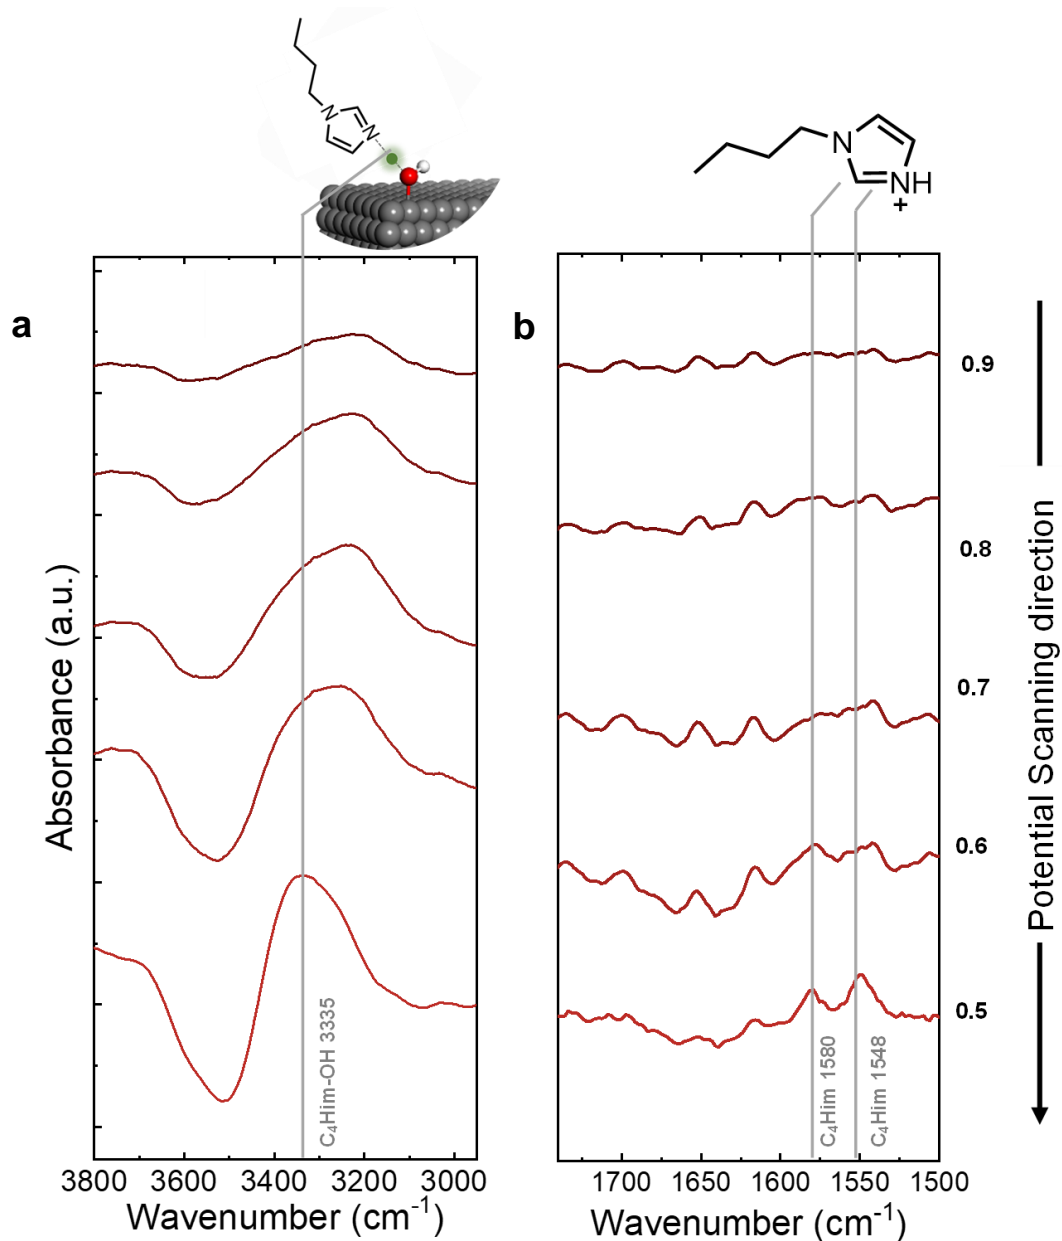 N
N
N
NH
+
a
b
0.9
0.8
0.7
0.6
0.5
Absorbance (a.u.)
C₄Him-OH 3335
C₄Him 1580
C₄Him 1548
Potential Scanning direction
3800 3600 3400 3200 3000
1700 1650 1600 1550 1500
Wavenumber (cm⁻¹)
Wavenumber (cm⁻¹)